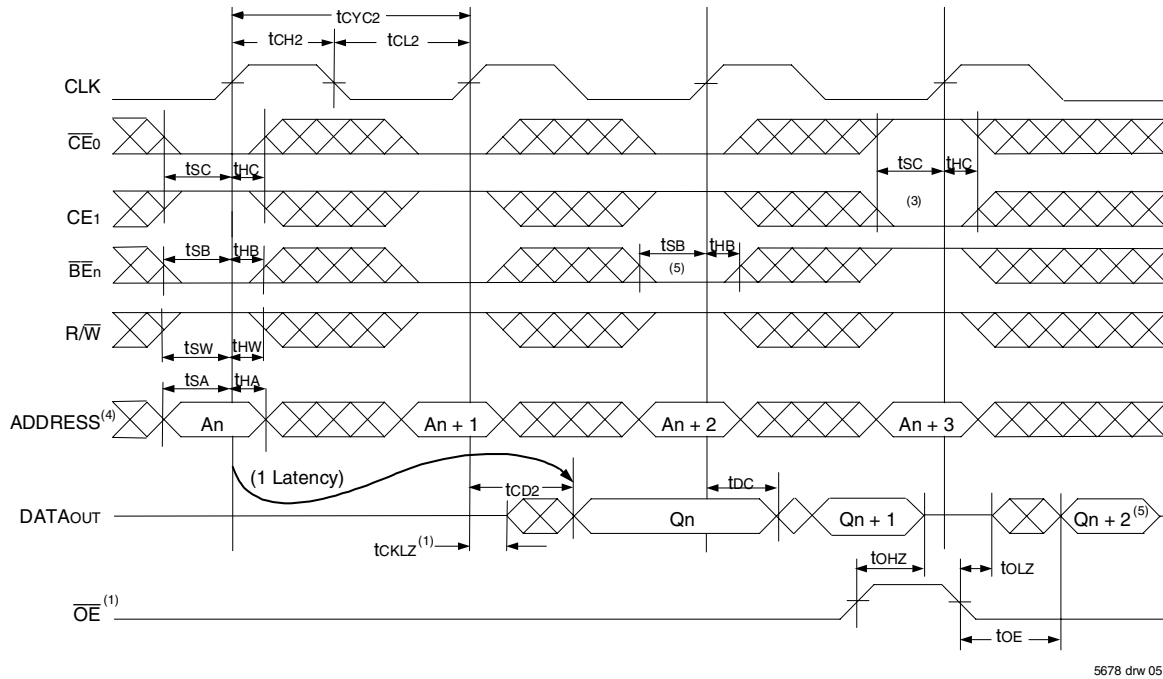 tCYC2
tCH2 tCL2
CLK
CE0
tSC tHC tSC tHC
CE1 (3)
tSB tHB tSB tHB
BEn (5)
R/W
tSW tHW
tSA tHA
ADDRESS(4) An An + 1 An + 2 An + 3
(1 Latency) tCD2 tDC
DATAOUT Qn Qn + 1 Qn + 2(5)
tCKLZ(1) tOHZ tOLZ
OE(1)
tOE
5678 drw 05